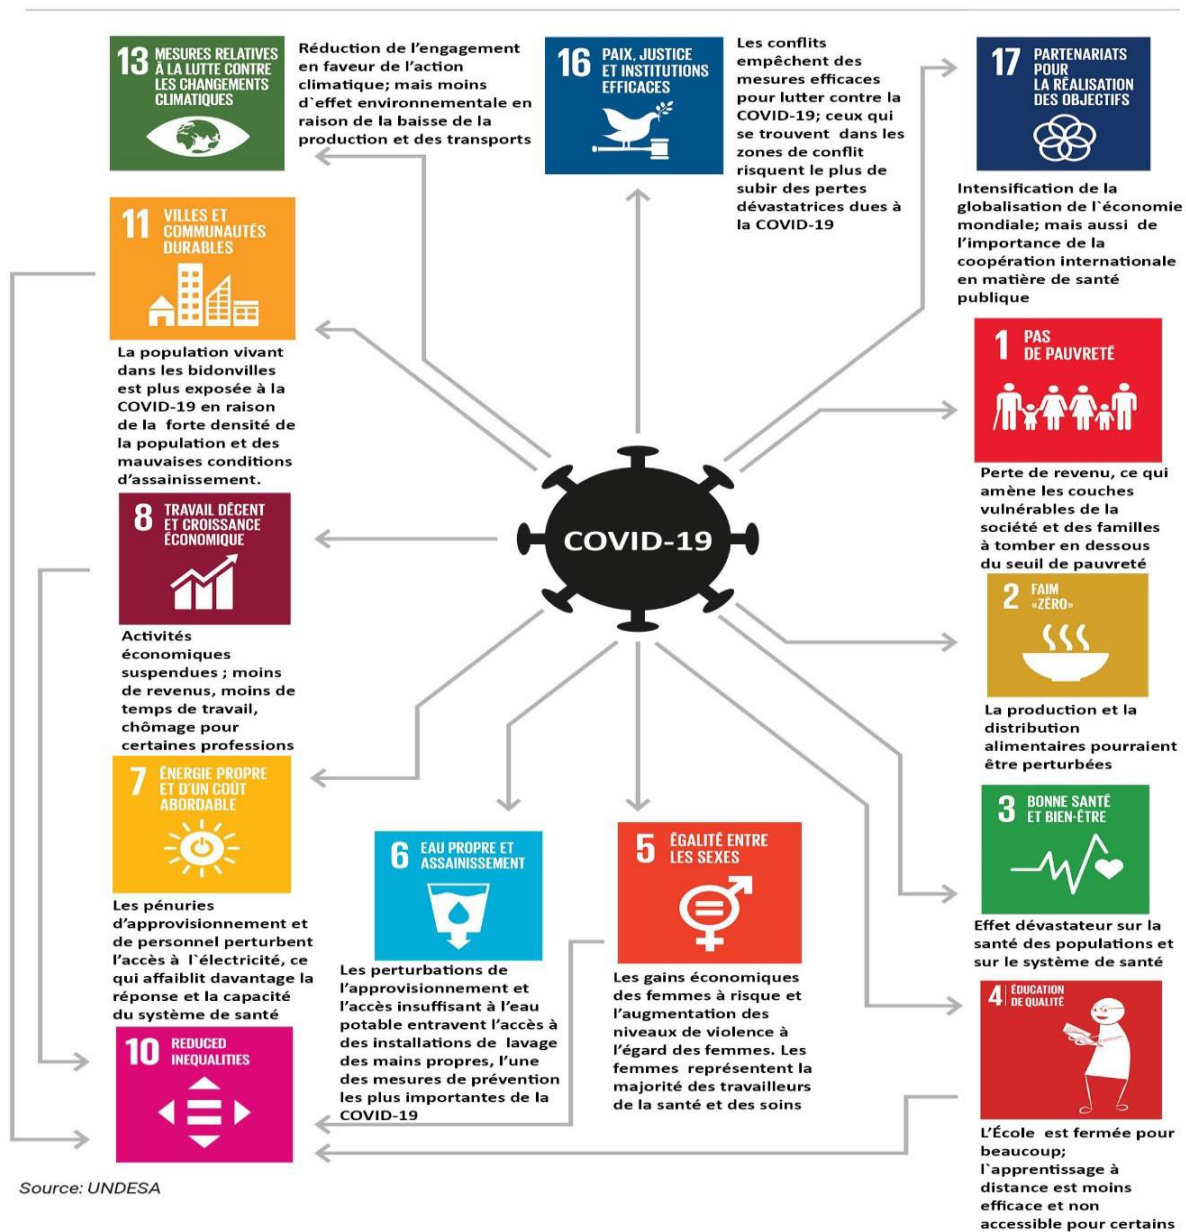 13 MESURES RELATIVES
À LA LUTTE CONTRE
LES CHANGEMENTS
CLIMATIQUES
Réduction de l'engagement
en faveur de l'action
climatique; mais moins
d`effet environnementale en
raison de la baisse de la
production et des transports
16 PAIX, JUSTICE
ET INSTITUTIONS
EFFICACES
Les conflits
empêchent des
mesures efficaces
pour lutter contre la
COVID-19; ceux qui
se trouvent dans les
zones de conflit
risquent le plus de
subir des pertes
dévastatrices dues à
la COVID-19
17 PARTENARIATS
POUR
LA RÉALISATION
DES OBJECTIFS
Intensification de la
globalisation de l`économie
mondiale; mais aussi de
l'importance de la
coopération internationale
en matière de santé
publique
11 VILLES ET
COMMUNAUTÉS
DURABLES
La population vivant
dans les bidonvilles
est plus exposée à la
COVID-19 en raison
de la forte densité de
la population et des
mauvaises conditions
d'assainissement.
1 PAS
DE PAUVRETÉ
Perte de revenu, ce qui
amène les couches
vulnérables de la
société et des familles
à tomber en dessous
du seuil de pauvreté
8 TRAVAIL DÉCENT
ET CROISSANCE
ÉCONOMIQUE
Activités
économiques
suspendues ; moins
de revenus, moins de
temps de travail,
chômage pour
certaines professions
COVID-19
2 FAIM
«ZÉRO»
La production et la
distribution
alimentaires pourraient
être perturbées
7 ÉNERGIE PROPRE
ET D'UN COÛT
ABORDABLE
Les pénuries
d'approvisionnement et
de personnel perturbent
l'accès à l`électricité, ce
qui affaiblit davantage la
réponse et la capacité
du système de santé
6 EAU PROPRE ET
ASSAINISSEMENT
Les perturbations de
l'approvisionnement et
l'accès insuffisant à l'eau
potable entravent l'accès à
des installations de lavage
des mains propres, l'une
des mesures de prévention
les plus importantes de la
COVID-19
5 ÉGALITÉ ENTRE
LES SEXES
Les gains économiques
des femmes à risque et
l'augmentation des
niveaux de violence à
l'égard des femmes. Les
femmes représentent la
majorité des travailleurs
de la santé et des soins
3 BONNE SANTÉ
ET BIEN-ÊTRE
Effet dévastateur sur la
santé des populations et
sur le système de santé
4 ÉDUCATION
DE QUALITÉ
L'École est fermée pour
beaucoup;
l`apprentissage à
distance est moins
efficace et non
accessible pour certains
10 REDUCED
INEQUALITIES
Source: UNDESA